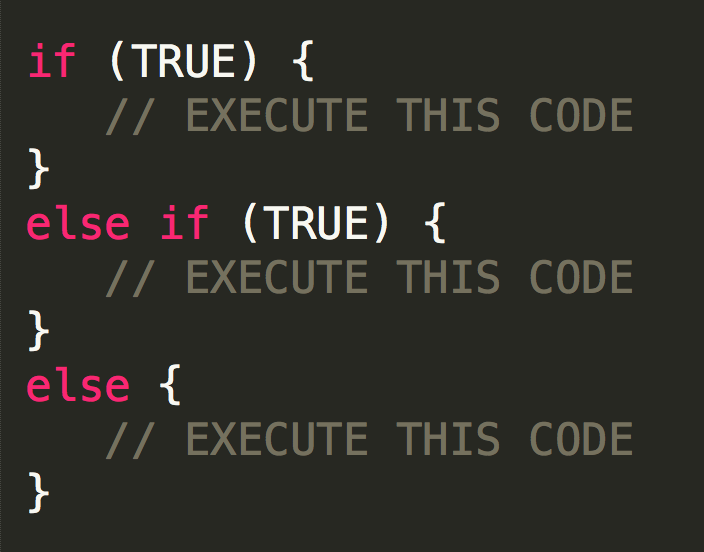 if (TRUE) {
   // EXECUTE THIS CODE
}
else if (TRUE) {
   // EXECUTE THIS CODE
}
else {
   // EXECUTE THIS CODE
}